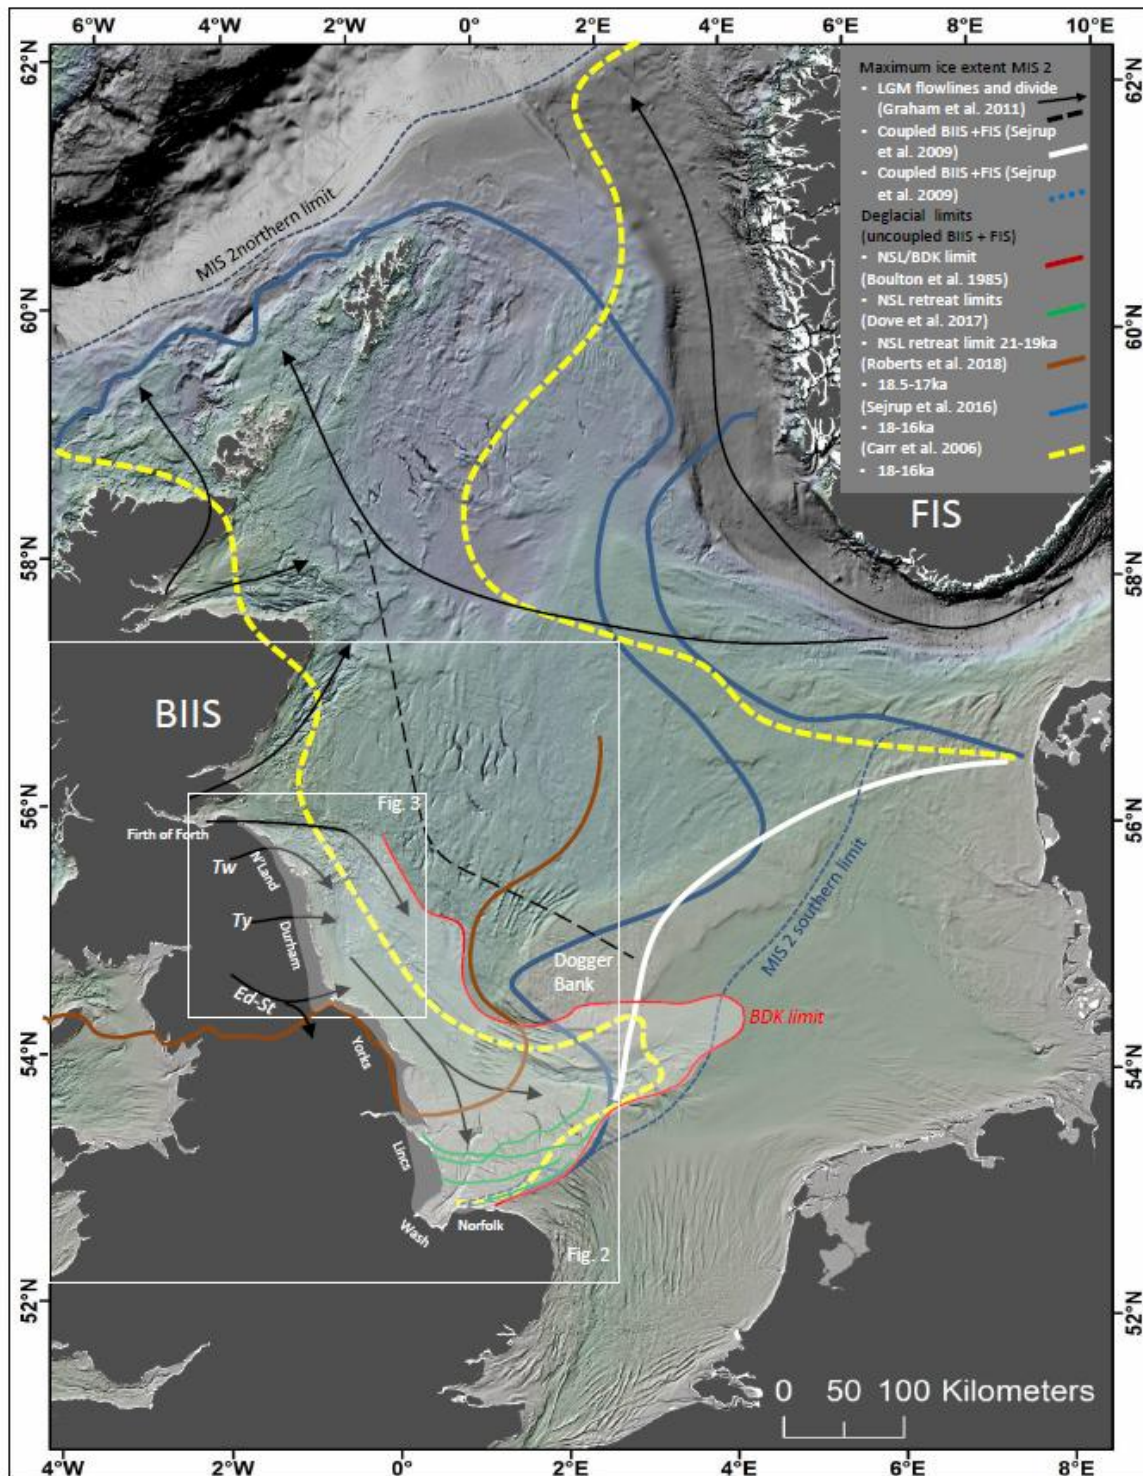 6°W 4°W 2°W 0° 2°E 4°E 6°E 8°E 10°E
62°N
62°N
Maximum ice extent MIS 2
• LGM flowlines and divide
(Graham et al. 2011)
• Coupled BIIS +FIS (Sejrup
et al. 2009)
• Coupled BIIS +FIS (Sejrup
et al. 2009)
Deglacial limits
(uncoupled BIIS + FIS)
• NSL/BDK limit
(Boulton et al. 1985)
• NSL retreat limits
(Dove et al. 2017)
• NSL retreat limit 21-19ka
(Roberts et al. 2018)
• 18.5-17ka
(Sejrup et al. 2016)
• 18-16ka
(Carr et al. 2006)
• 18-16ka
MIS 2northern limit
60°N
60°N
FIS
58°N
58°N
BIIS
56°N
56°N
Fig. 3
Firth of Forth
Tw
N'Land
Ty
Durham
MIS 2 southern limit
Dogger
Bank
Ed-St
BDK limit
54°N
54°N
Yorks
Lincs
Wash
Norfolk
Fig. 2
52°N
52°N
0 50 100 Kilometers
4°W 2°W 0° 2°E 4°E 6°E 8°E